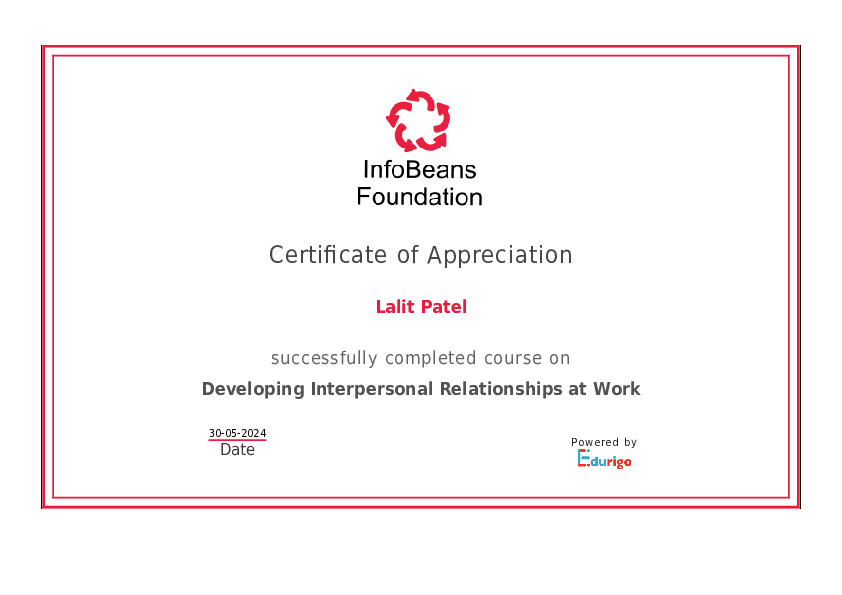 InfoBeans
Foundation
Certificate of Appreciation
Lalit Patel
successfully completed course on
Developing Interpersonal Relationships at Work
30-05-2024
Date
Powered by
Edurigo